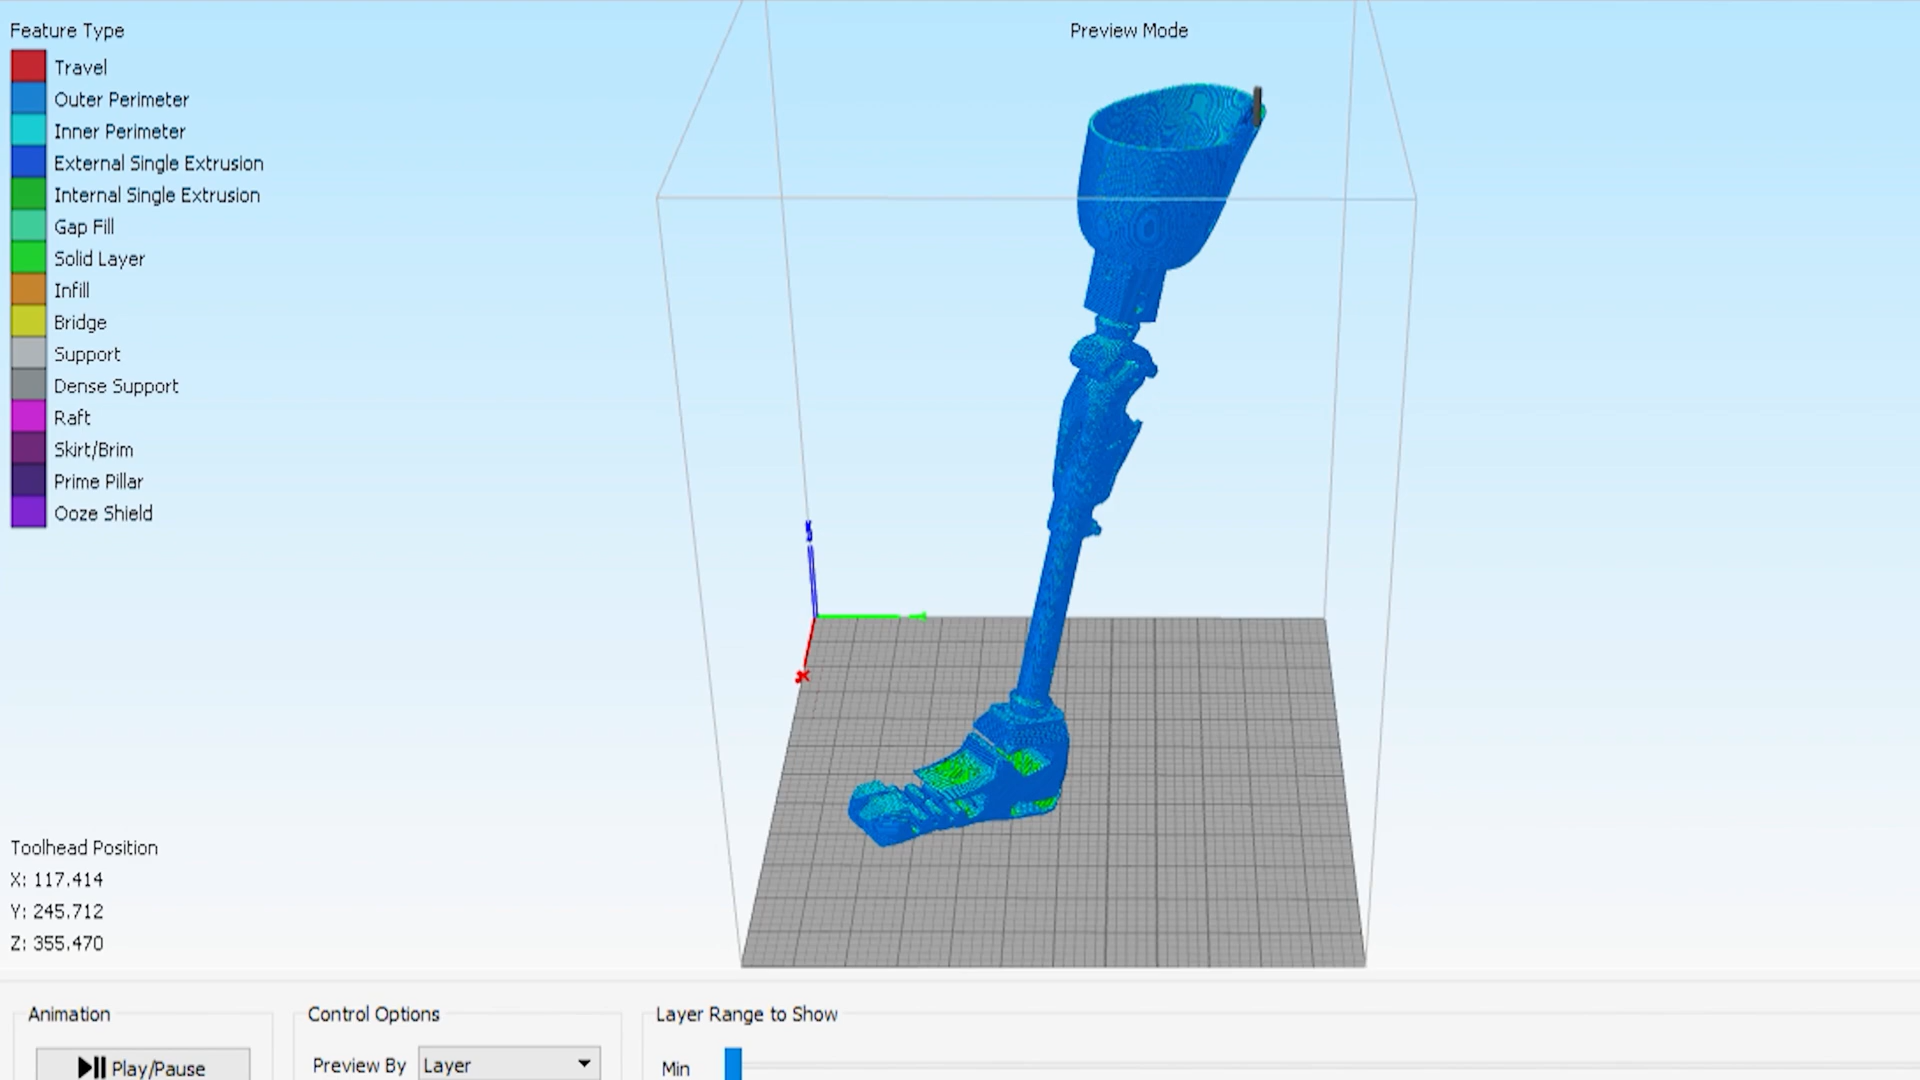 Feature Type
Travel
Outer Perimeter
Inner Perimeter
External Single Extrusion
Internal Single Extrusion
Gap Fill
Solid Layer
Infill
Bridge
Support
Dense Support
Raft
Skirt/Brim
Prime Pillar
Ooze Shield
Preview Mode
Toolhead Position
X: 117.414
Y: 245.712
Z: 355.470
Animation
Play/Pause
Control Options
Preview By Layer
Layer Range to Show
Min